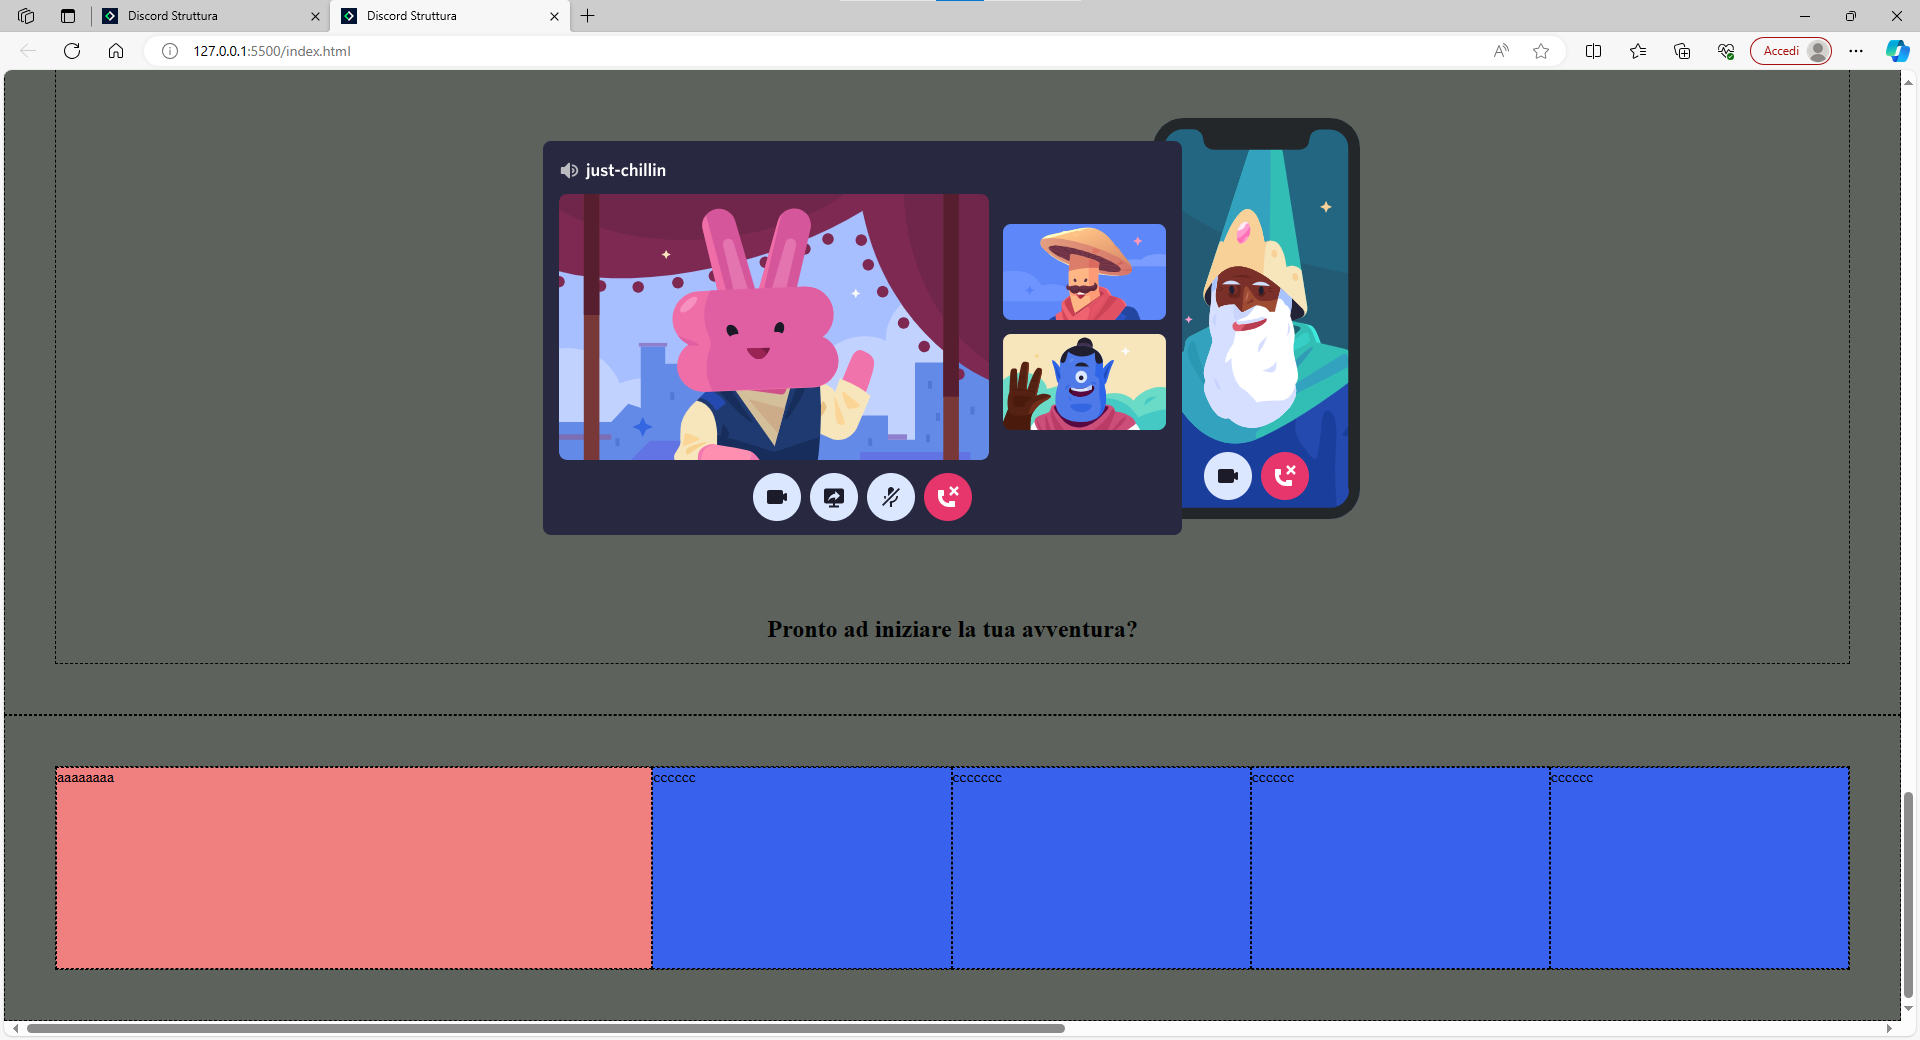 Discord Struttura
Discord Struttura
127.0.0.1:5500/index.html
Accedi
just-chillin
Pronto ad iniziare la tua avventura?
aaaaaaaa
cccccc
ccccccc
cccccc
cccccc